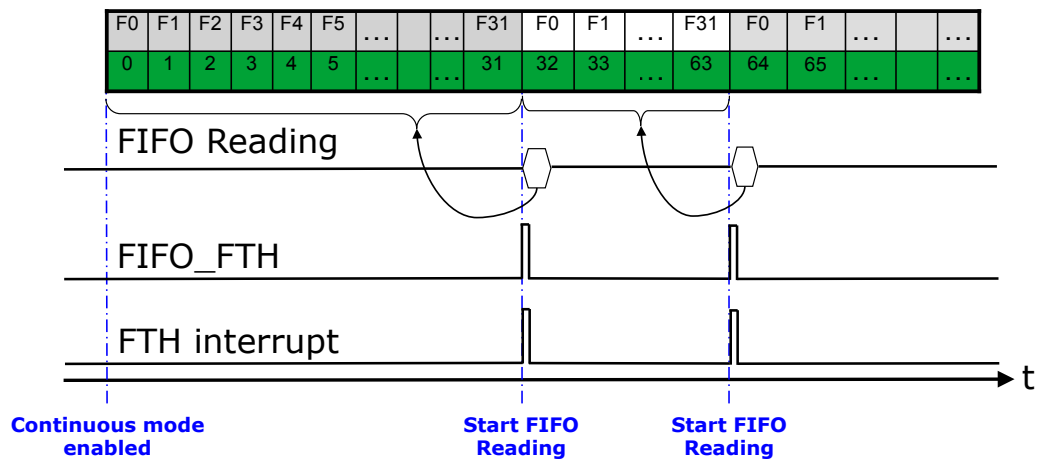 F0 F1 F2 F3 F4 F5 ... ... F31 F0 F1 ... F31 F0 F1 ... ...
0 1 2 3 4 5 ... ... 31 32 33 ... 63 64 65 ... ...
FIFO Reading
FIFO_FTH
FTH interrupt
t
Continuous mode
enabled
Start FIFO
Reading
Start FIFO
Reading